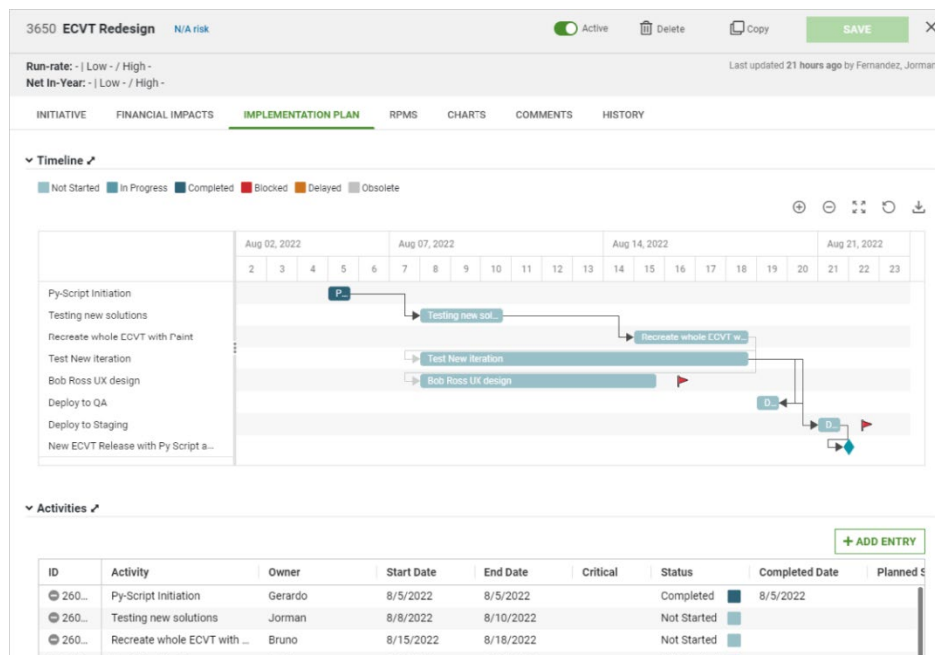 3650 ECVT Redesign N/A risk Active Delete Copy SAVE
Run-rate: - | Low - / High -
Last updated 21 hours ago by Fernandez, Jorman
Net In-Year: - | Low - / High -
INITIATIVE FINANCIAL IMPACTS IMPLEMENTATION PLAN RPMS CHARTS COMMENTS HISTORY
Timeline
Not Started In Progress Completed Blocked Delayed Obsolete
Aug 02, 2022 Aug 07, 2022 Aug 14, 2022 Aug 21, 2022
2 3 4 5 6 7 8 9 10 11 12 13 14 15 16 17 18 19 20 21 22 23
Py-Script Initiation P...
Testing new solutions Testing new sol...
Recreate whole ECVT with Paint Recreate whole ECVT w...
Test New iteration Test New iteration
Bob Ross UX design Bob Ross UX design
Deploy to QA D...
Deploy to Staging D...
New ECVT Release with Py Script a...
Activities
+ ADD ENTRY
ID Activity Owner Start Date End Date Critical Status Completed Date Planned S
260... Py-Script Initiation Gerardo 8/5/2022 8/5/2022 Completed 8/5/2022
260... Testing new solutions Jorman 8/8/2022 8/10/2022 Not Started
260... Recreate whole ECVT with ... Bruno 8/15/2022 8/18/2022 Not Started